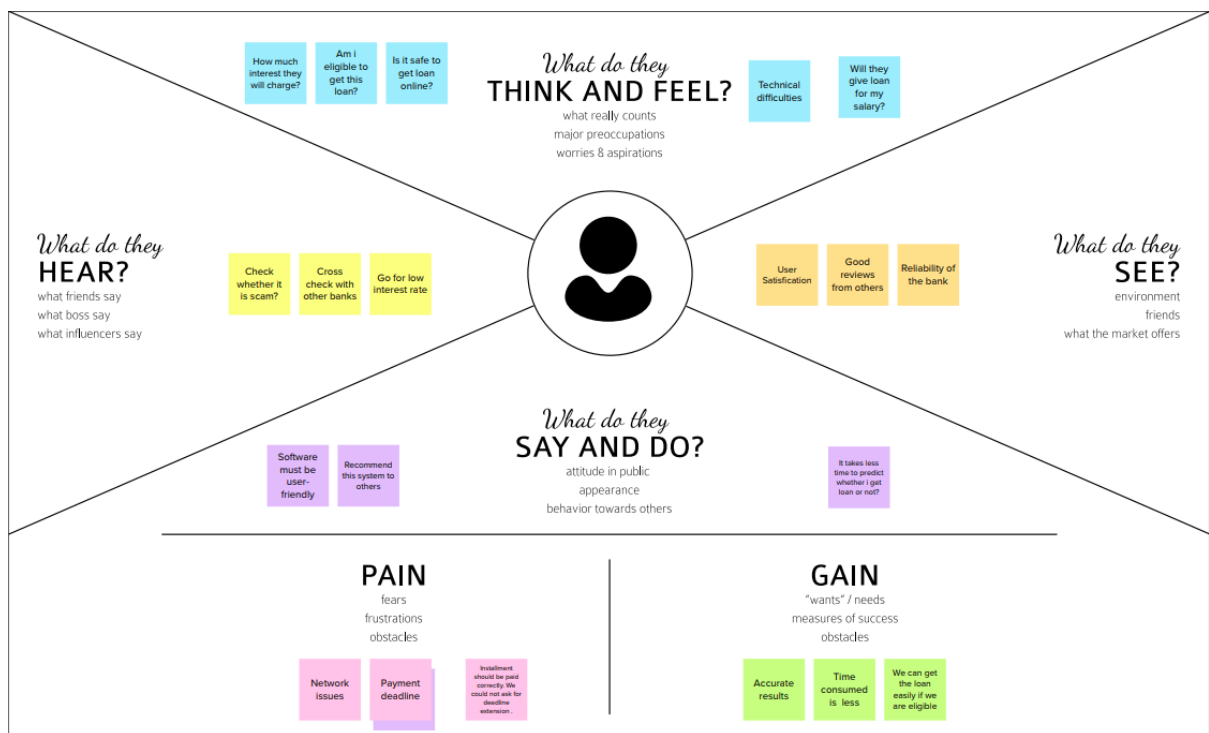 How much
interest they
will charge?
Am i
eligible to
get this
loan?
Is it safe to
get loan
online?
What do they
THINK AND FEEL?
what really counts
major preoccupations
worries & aspirations
Technical
difficulties
Will they
give loan
for my
salary?
What do they
HEAR?
what friends say
what boss say
what influencers say
Check
whether it
is scam?
Cross
check with
other banks
Go for low
interest rate
User
Satisfication
Good
reviews
from others
Reliability of
the bank
What do they
SEE?
environment
friends
what the market offers
What do they
SAY AND DO?
attitude in public
appearance
behavior towards others
Software
must be
user-
friendly
Recommend
this system to
others
It takes less
time to predict
whether i get
loan or not?
PAIN
fears
frustrations
obstacles
Network
issues
Payment
deadline
Installment
should be paid
correctly. We
could not ask for
deadline
extension .
GAIN
“wants” / needs
measures of success
obstacles
Accurate
results
Time
consumed
is less
We can get
the loan
easily if we
are eligible